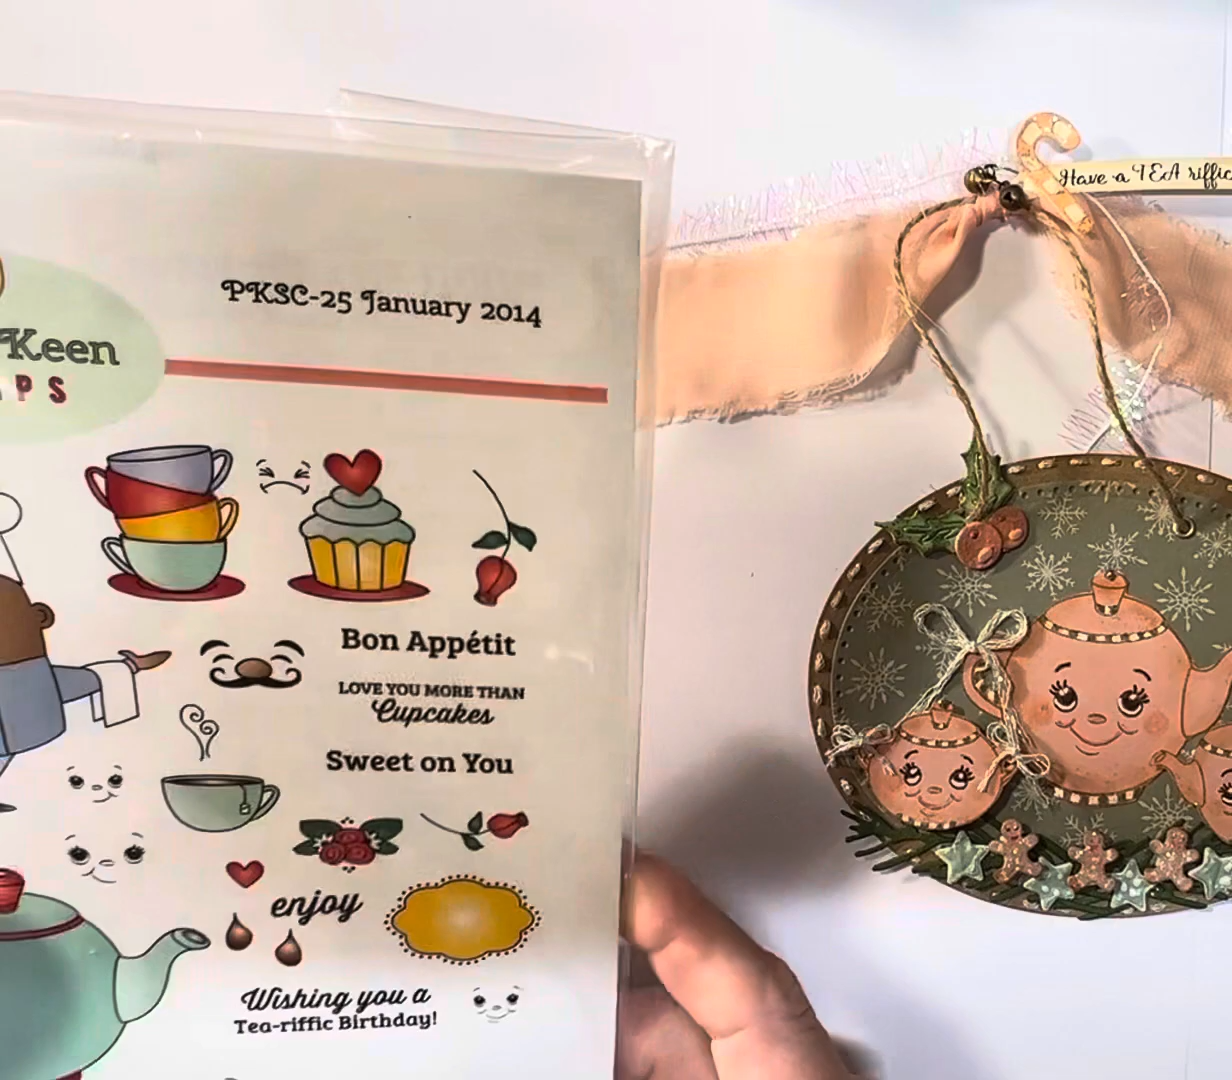 PKSC-25 January 2014
Keen
PS
Have a TEA riffic
Bon Appétit
LOVE YOU MORE THAN
Cupcakes
Sweet on You
enjoy
Wishing you a
Tea-riffic Birthday!